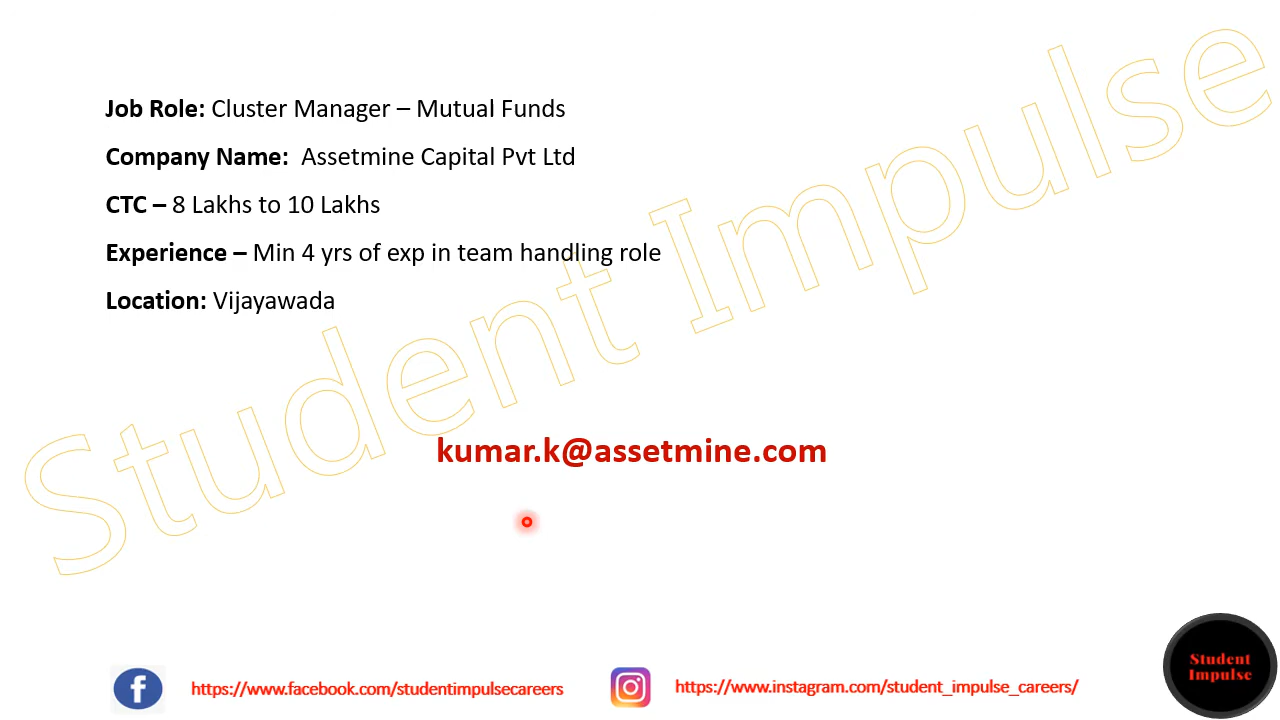 Job Role: Cluster Manager – Mutual Funds
Company Name: Assetmine Capital Pvt Ltd
CTC – 8 Lakhs to 10 Lakhs
Experience – Min 4 yrs of exp in team handling role
Location: Vijayawada
Student Impulse
kumar.k@assetmine.com
https://www.facebook.com/studentimpulsecareers
https://www.instagram.com/student_impulse_careers/
Student
Impulse